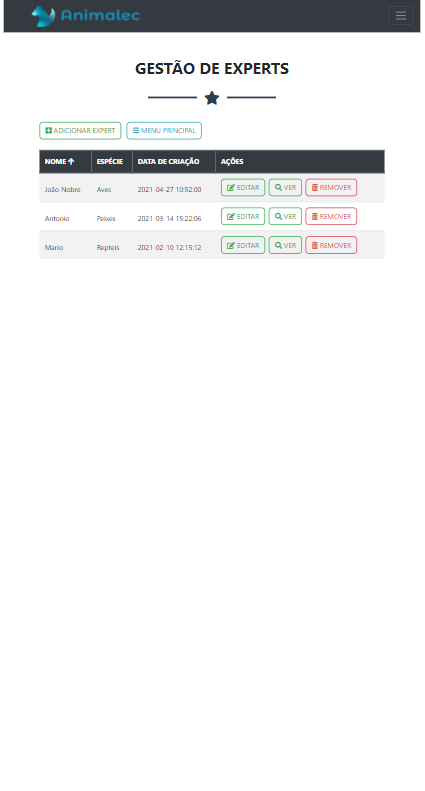 Animalec
GESTÃO DE EXPERTS
ADICIONAR EXPERT MENU PRINCIPAL
NOME ESPÉCIE DATA DE CRIAÇÃO AÇÕES
João Nobre Aves 2021-04-27 10:52:00 EDITAR VER REMOVER
Antonio Peixes 2021-03-14 15:22:06 EDITAR VER REMOVER
Mario Repteis 2021-02-10 12:15:12 EDITAR VER REMOVER